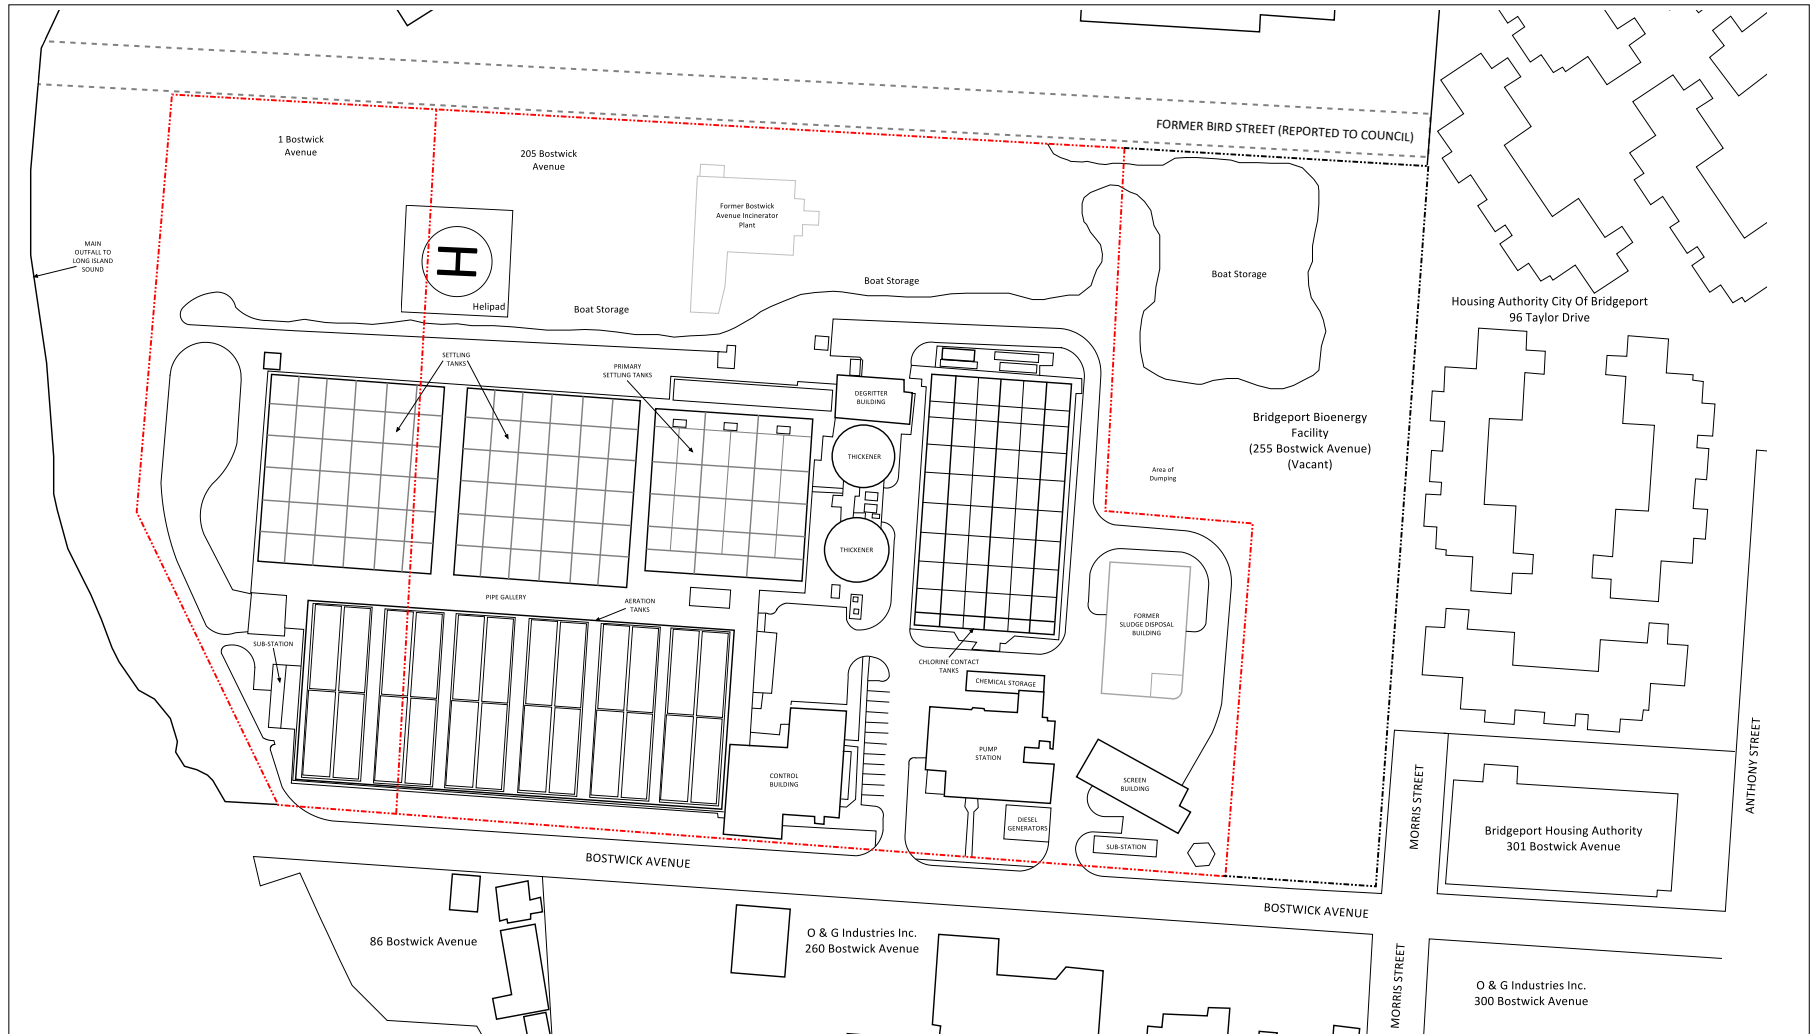 FORMER BIRD STREET (REPORTED TO COUNCIL)
1 Bostwick
Avenue
205 Bostwick
Avenue
Former Bostwick
Avenue Incinerator
Plant
MAIN
OUTFALL TO
LONG ISLAND
SOUND
H
Helipad
Boat Storage
Boat Storage
Boat Storage
Housing Authority City Of Bridgeport
96 Taylor Drive
SETTLING
TANKS
PRIMARY
SETTLING TANKS
DEGRITTER
BUILDING
THICKENER
THICKENER
Bridgeport Bioenergy
Facility
(255 Bostwick Avenue)
(Vacant)
Area of
Dumping
PIPE GALLERY
AERATION
TANKS
FORMER
SLUDGE DISPOSAL
BUILDING
SUB-STATION
CHLORINE CONTACT
TANKS
CHEMICAL STORAGE
PUMP
STATION
CONTROL
BUILDING
SCREEN
BUILDING
DIESEL
GENERATORS
SUB-STATION
MORRIS STREET
ANTHONY STREET
Bridgeport Housing Authority
301 Bostwick Avenue
BOSTWICK AVENUE
BOSTWICK AVENUE
86 Bostwick Avenue
O & G Industries Inc.
260 Bostwick Avenue
MORRIS STREET
O & G Industries Inc.
300 Bostwick Avenue